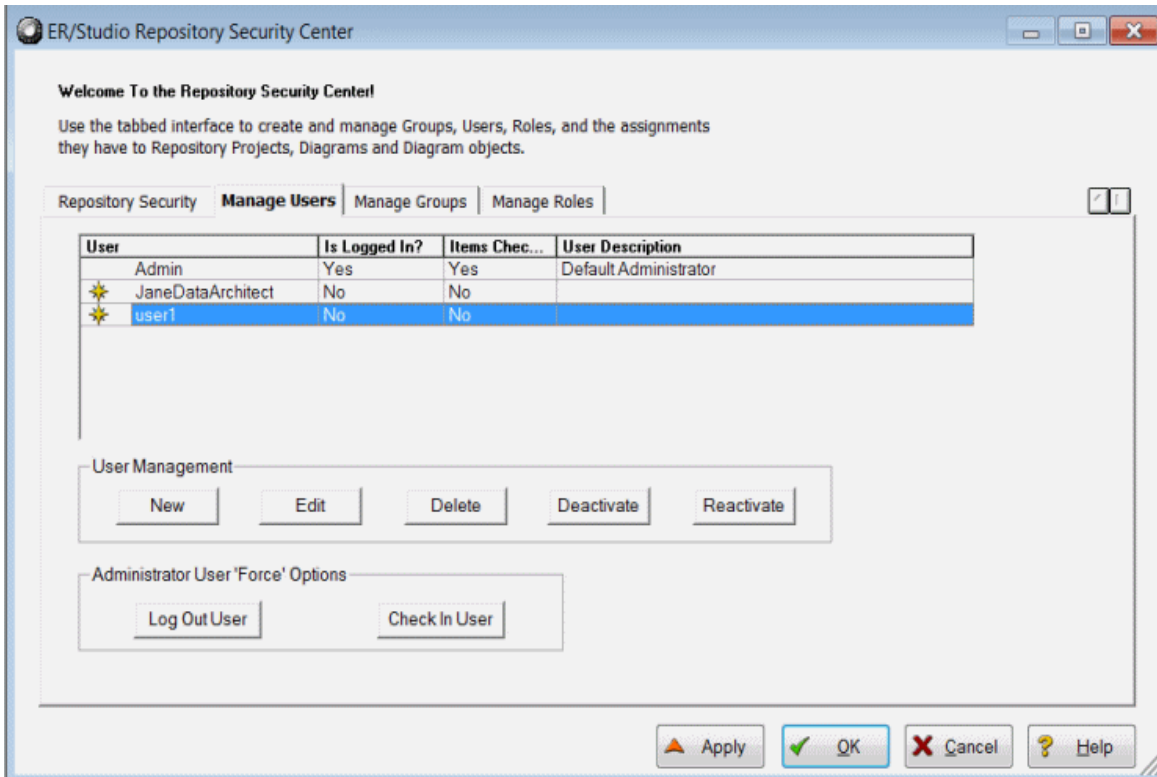 ER/Studio Repository Security Center
Welcome To the Repository Security Center!
Use the tabbed interface to create and manage Groups, Users, Roles, and the assignments
they have to Repository Projects, Diagrams and Diagram objects.
Repository Security Manage Users Manage Groups Manage Roles
User Is Logged In? Items Chec... User Description
Admin Yes Yes Default Administrator
JaneDataArchitect No No
user1 No No
User Management
New Edit Delete Deactivate Reactivate
Administrator User 'Force' Options
Log Out User Check In User
Apply OK Cancel Help